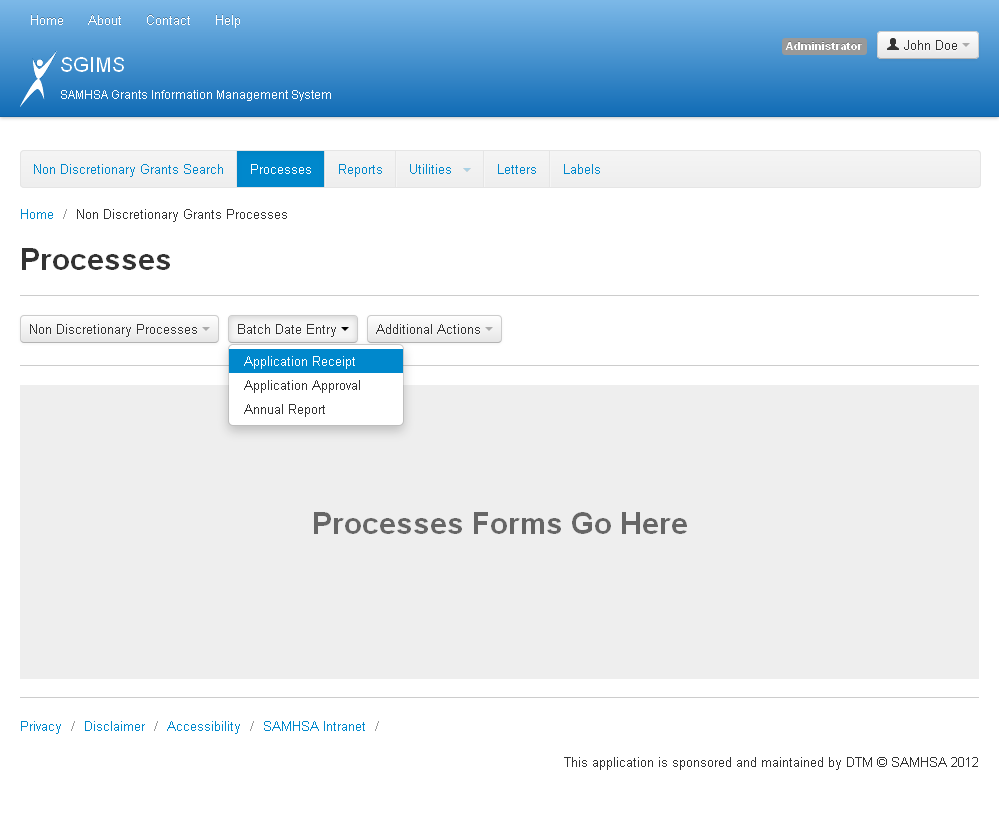 Home About Contact Help
Administrator John Doe
SGIMS
SAMHSA Grants Information Management System
Non Discretionary Grants Search Processes Reports Utilities Letters Labels
Home / Non Discretionary Grants Processes
Processes
Non Discretionary Processes Batch Date Entry Additional Actions
Application Receipt
Application Approval
Annual Report
Processes Forms Go Here
Privacy / Disclaimer / Accessibility / SAMHSA Intranet /
This application is sponsored and maintained by DTM © SAMHSA 2012